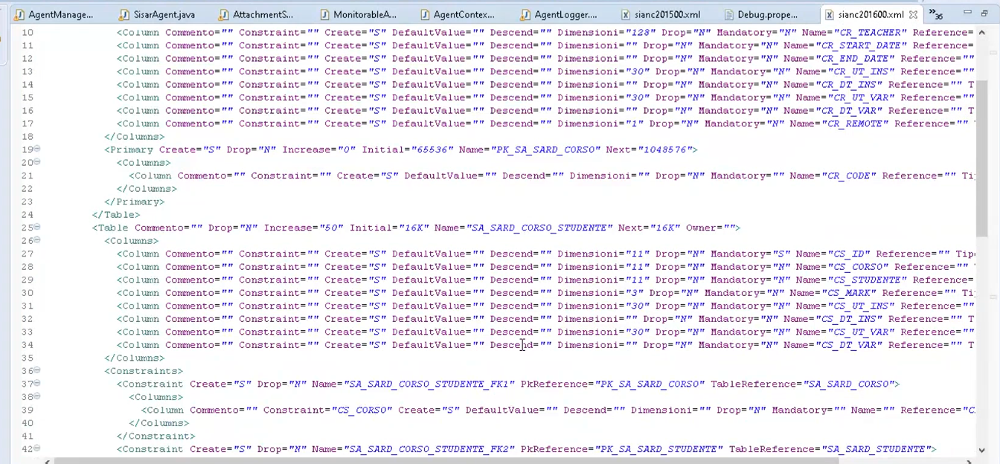 AgentManage... SisarAgent.java AttachmentS... MonitorableA... AgentContex... AgentLogger.... sianc201500.xml Debug.prope... sianc201600.xml »36
10 <Column Commento="" Constraint="" Create="S" DefaultValue="" Descend="" Dimensioni="128" Drop="N" Mandatory="N" Name="CR_TEACHER" Reference=
11 <Column Commento="" Constraint="" Create="S" DefaultValue="" Descend="" Dimensioni="" Drop="N" Mandatory="N" Name="CR_START_DATE" Reference=
12 <Column Commento="" Constraint="" Create="S" DefaultValue="" Descend="" Dimensioni="" Drop="N" Mandatory="N" Name="CR_END_DATE" Reference=""
13 <Column Commento="" Constraint="" Create="S" DefaultValue="" Descend="" Dimensioni="30" Drop="N" Mandatory="N" Name="CR_UT_INS" Reference=""
14 <Column Commento="" Constraint="" Create="S" DefaultValue="" Descend="" Dimensioni="" Drop="N" Mandatory="N" Name="CR_DT_INS" Reference="" T
15 <Column Commento="" Constraint="" Create="S" DefaultValue="" Descend="" Dimensioni="30" Drop="N" Mandatory="N" Name="CR_UT_VAR" Reference=""
16 <Column Commento="" Constraint="" Create="S" DefaultValue="" Descend="" Dimensioni="" Drop="N" Mandatory="N" Name="CR_DT_VAR" Reference="" T
17 <Column Commento="" Constraint="" Create="S" DefaultValue="" Descend="" Dimensioni="1" Drop="N" Mandatory="N" Name="CR_REMOTE" Reference=""
18 </Columns>
19 <Primary Create="S" Drop="N" Increase="0" Initial="65536" Name="PK_SA_SARD_CORSO" Next="1048576">
20 <Columns>
21 <Column Commento="" Constraint="" Create="S" DefaultValue="" Descend="" Dimensioni="" Drop="N" Mandatory="" Name="CR_CODE" Reference="" Ti
22 </Columns>
23 </Primary>
24 </Table>
25 <Table Commento="" Drop="N" Increase="50" Initial="16K" Name="SA_SARD_CORSO_STUDENTE" Next="16K" Owner="">
26 <Columns>
27 <Column Commento="" Constraint="" Create="S" DefaultValue="" Descend="" Dimensioni="11" Drop="N" Mandatory="S" Name="CS_ID" Reference="" Tip
28 <Column Commento="" Constraint="" Create="S" DefaultValue="" Descend="" Dimensioni="11" Drop="N" Mandatory="N" Name="CS_CORSO" Reference=""
29 <Column Commento="" Constraint="" Create="S" DefaultValue="" Descend="" Dimensioni="11" Drop="N" Mandatory="N" Name="CS_STUDENTE" Reference=
30 <Column Commento="" Constraint="" Create="S" DefaultValue="" Descend="" Dimensioni="3" Drop="N" Mandatory="N" Name="CS_MARK" Reference="" Ti
31 <Column Commento="" Constraint="" Create="S" DefaultValue="" Descend="" Dimensioni="30" Drop="N" Mandatory="N" Name="CS_UT_INS" Reference=""
32 <Column Commento="" Constraint="" Create="S" DefaultValue="" Descend="" Dimensioni="" Drop="N" Mandatory="N" Name="CS_DT_INS" Reference="" T
33 <Column Commento="" Constraint="" Create="S" DefaultValue="" Descend="" Dimensioni="30" Drop="N" Mandatory="N" Name="CS_UT_VAR" Reference=""
34 <Column Commento="" Constraint="" Create="S" DefaultValue="" Descend="" Dimensioni="" Drop="N" Mandatory="N" Name="CS_DT_VAR" Reference="" T
35 </Columns>
36 <Constraints>
37 <Constraint Create="S" Drop="N" Name="SA_SARD_CORSO_STUDENTE_FK1" PkReference="PK_SA_SARD_CORSO" TableReference="SA_SARD_CORSO">
38 <Columns>
39 <Column Commento="" Constraint="CS_CORSO" Create="S" DefaultValue="" Descend="" Dimensioni="" Drop="N" Mandatory="" Name="" Reference="C
40 </Columns>
41 </Constraint>
42 <Constraint Create="S" Drop="N" Name="SA_SARD_CORSO_STUDENTE_FK2" PkReference="PK_SA_SARD_STUDENTE" TableReference="SA_SARD_STUDENTE">